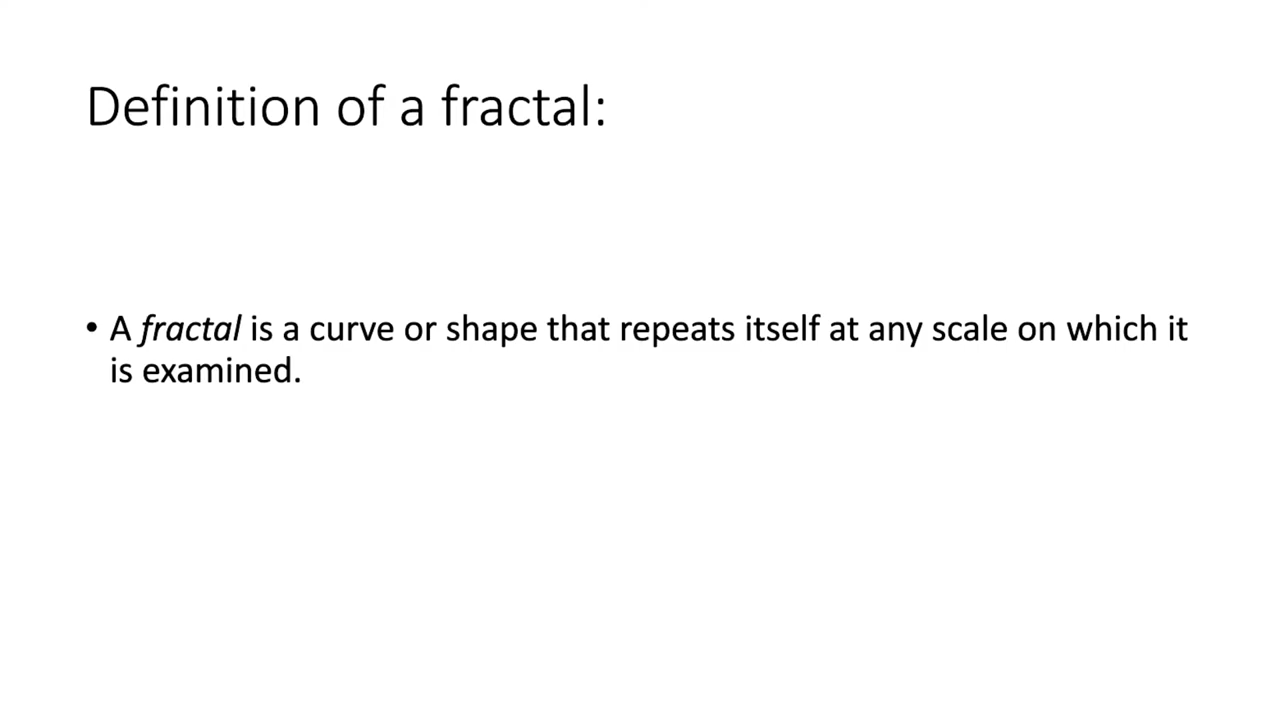 Definition of a fractal:
• A fractal is a curve or shape that repeats itself at any scale on which it
is examined.